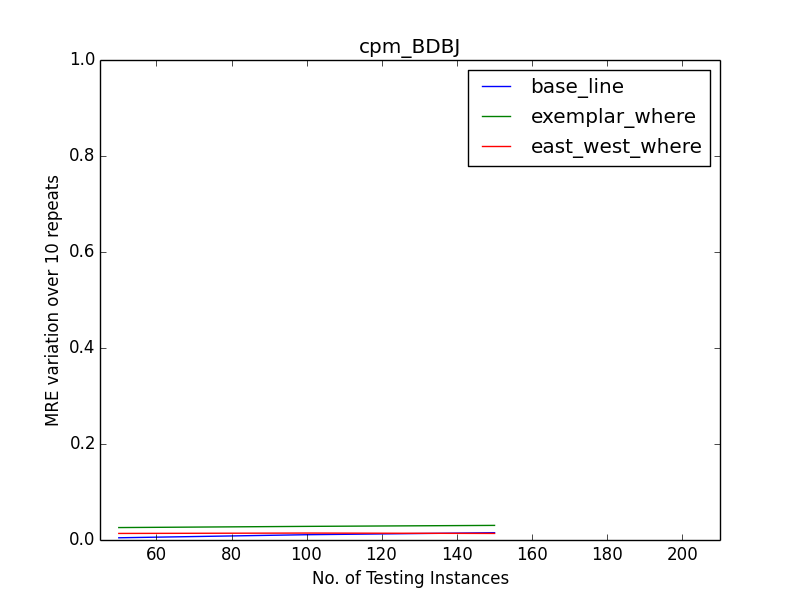 cpm_BDBJ
base_line
exemplar_where
east_west_where
MRE variation over 10 repeats
1.0
0.8
0.6
0.4
0.2
0.0
60 80 100 120 140 160 180 200
No. of Testing Instances